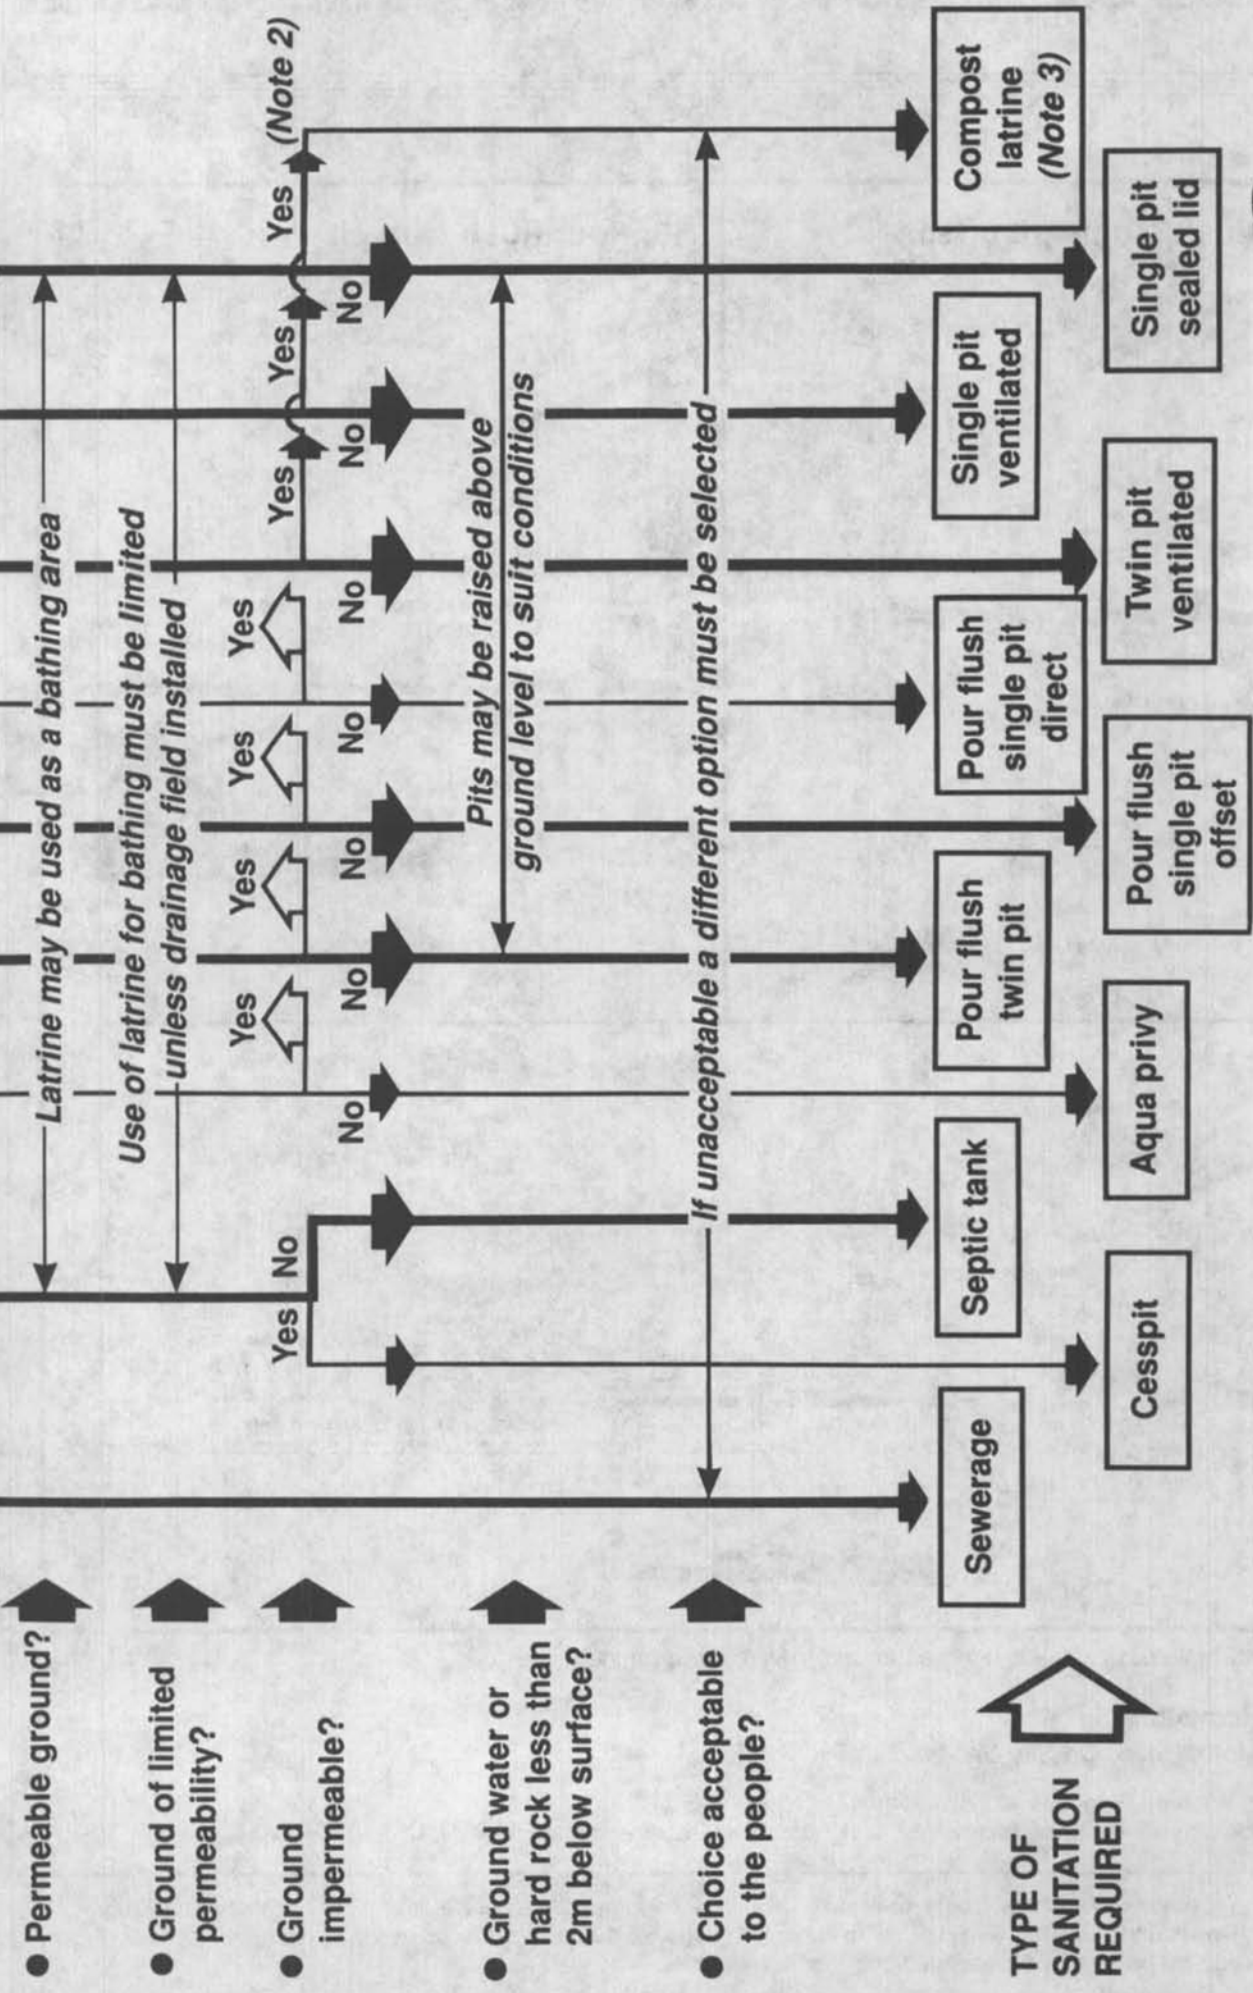 ● Permeable ground?
Latrine may be used as a bathing area
● Ground of limited
permeability?
Use of latrine for bathing must be limited
unless drainage field installed
● Ground
impermeable?
Yes No
Yes Yes Yes Yes Yes Yes Yes (Note 2)
No No No No No No No
● Ground water or
hard rock less than
2m below surface?
Pits may be raised above
ground level to suit conditions
● Choice acceptable
to the people?
If unacceptable a different option must be selected
TYPE OF
SANITATION
REQUIRED
Sewerage
Cesspit
Septic tank
Aqua privy
Pour flush
twin pit
Pour flush
single pit
offset
Pour flush
single pit
direct
Twin pit
ventilated
Single pit
ventilated
Single pit
sealed lid
Compost
latrine
(Note 3)